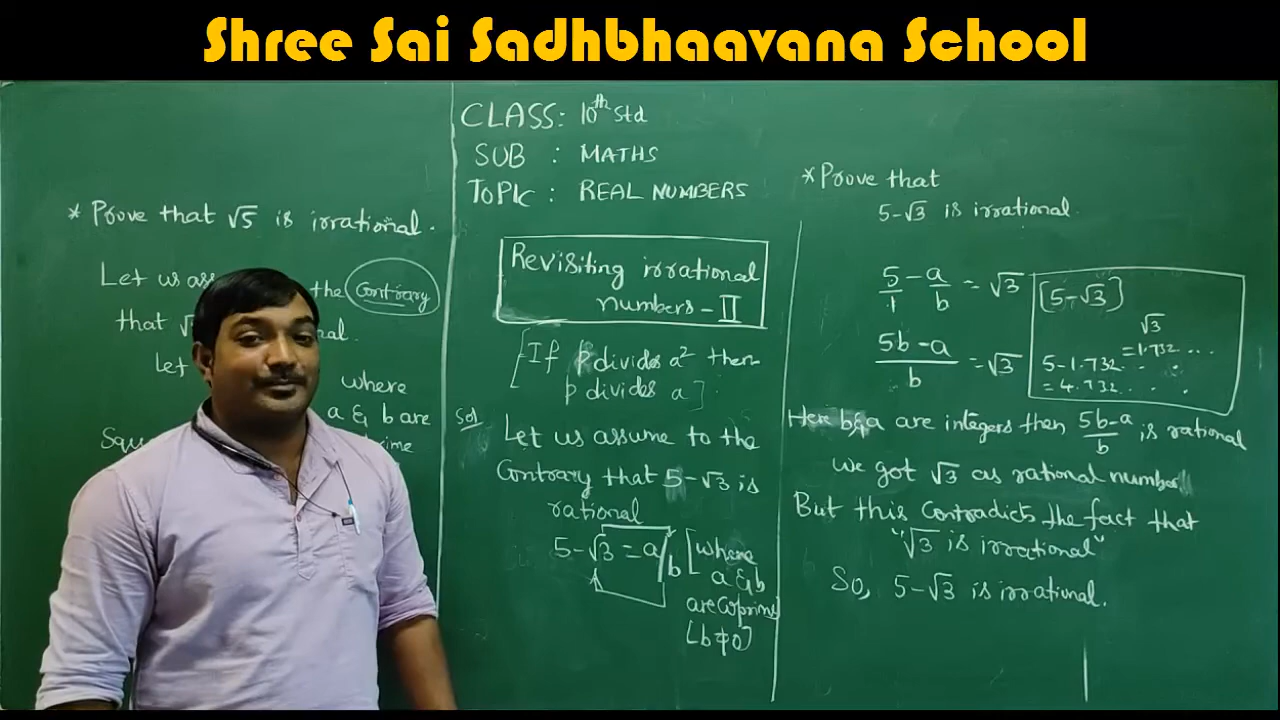 Shree Sai Sadhbhaavana School
* Prove that √5 is irrational.
Let us the Contrary
that
Let where
a & b are
CLASS: 10th Std
SUB : MATHS
TOPIC : REAL NUMBERS
Revisiting irrational
numbers - II
[If p divides a² then
p divides a].
Sol
Let us assume to the
Contrary that 5-√3 is
rational
5-√3 = a/b [where
a & b
are Coprime
[b≠0]
* Prove that
5-√3 is irrational.
5/1 - a/b = √3
5b-a/b = √3
[5-√3]
√3
=1.732...
5-1.732...
=4.732...
Here b&a are integers then 5b-a/b is rational
we got √3 as rational number
But this Contradicts the fact that
"√3 is irrational"
So, 5-√3 is irrational.